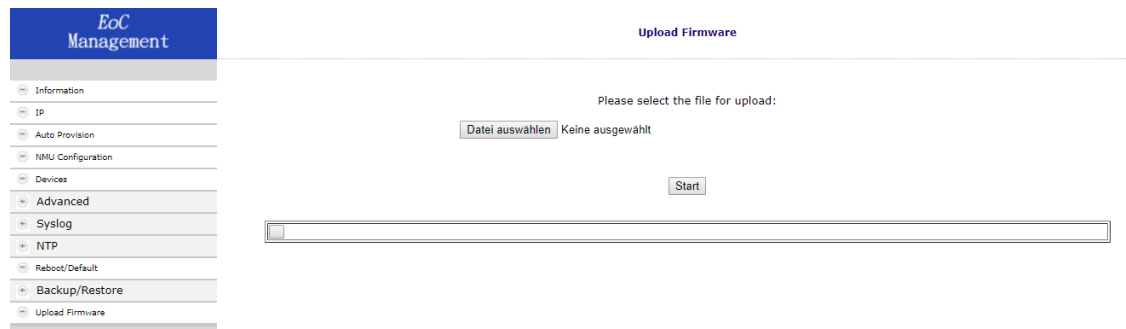 EoC
Management
Information
IP
Auto Provision
NMU Configuration
Devices
Advanced
Syslog
NTP
Reboot/Default
Backup/Restore
Upload Firmware
Upload Firmware
Please select the file for upload:
Datei auswählen Keine ausgewählt
Start